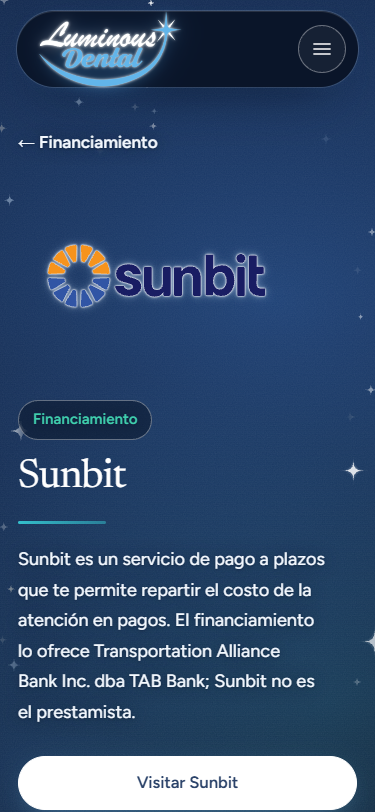 Luminous
Dental
← Financiamiento
sunbit
Financiamiento
Sunbit
Sunbit es un servicio de pago a plazos
que te permite repartir el costo de la
atención en pagos. El financiamiento
lo ofrece Transportation Alliance
Bank Inc. dba TAB Bank; Sunbit no es
el prestamista.
Visitar Sunbit